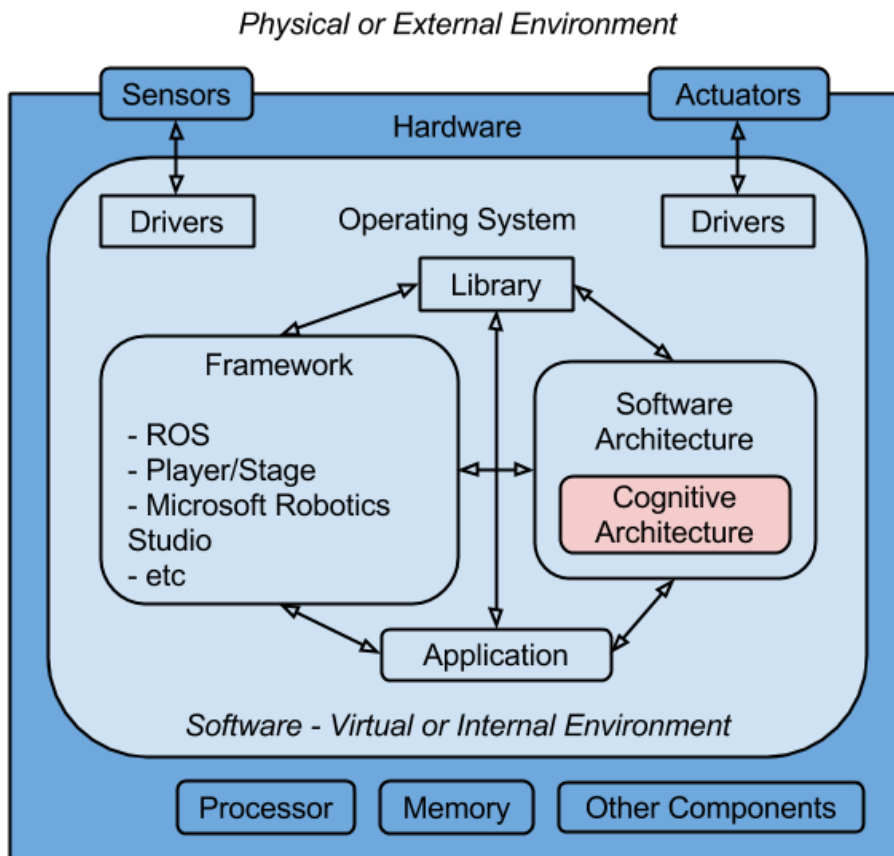 Physical or External Environment
Sensors
Actuators
Hardware
Drivers
Operating System
Drivers
Library
Framework
- ROS
- Player/Stage
- Microsoft Robotics
Studio
- etc
Software
Architecture
Cognitive
Architecture
Application
Software - Virtual or Internal Environment
Processor
Memory
Other Components